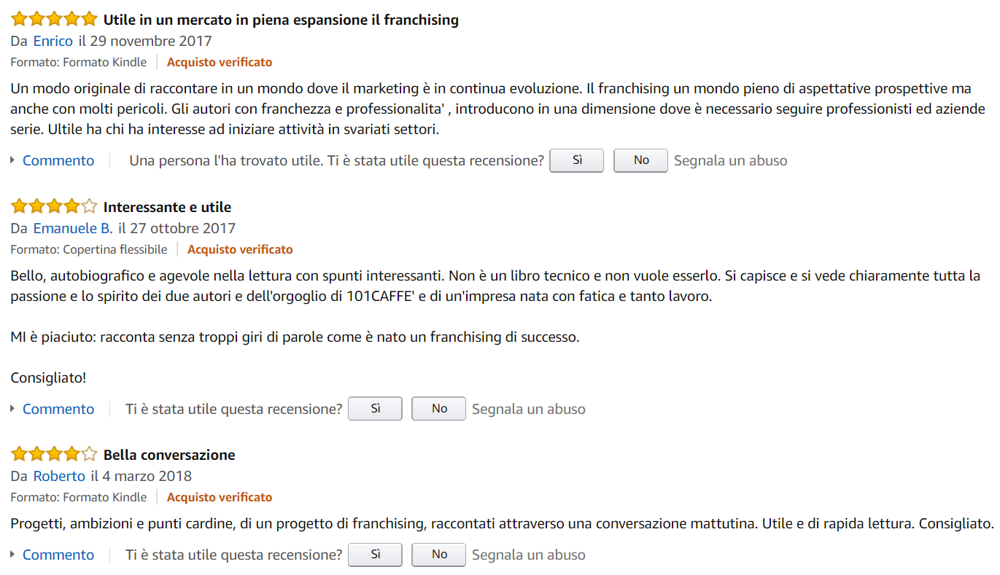 Utile in un mercato in piena espansione il franchising
Da Enrico il 29 novembre 2017
Formato: Formato Kindle Acquisto verificato
Un modo originale di raccontare in un mondo dove il marketing è in continua evoluzione. Il franchising un mondo pieno di aspettative prospettive ma
anche con molti pericoli. Gli autori con franchezza e professionalita' , introducono in una dimensione dove è necessario seguire professionisti ed aziende
serie. Ultile ha chi ha interesse ad iniziare attività in svariati settori.
Commento Una persona l'ha trovato utile. Ti è stata utile questa recensione? Sì No Segnala un abuso
Interessante e utile
Da Emanuele B. il 27 ottobre 2017
Formato: Copertina flessibile Acquisto verificato
Bello, autobiografico e agevole nella lettura con spunti interessanti. Non è un libro tecnico e non vuole esserlo. Si capisce e si vede chiaramente tutta la
passione e lo spirito dei due autori e dell'orgoglio di 101CAFFE' e di un'impresa nata con fatica e tanto lavoro.
MI è piaciuto: racconta senza troppi giri di parole come è nato un franchising di successo.
Consigliato!
Commento Ti è stata utile questa recensione? Sì No Segnala un abuso
Bella conversazione
Da Roberto il 4 marzo 2018
Formato: Formato Kindle Acquisto verificato
Progetti, ambizioni e punti cardine, di un progetto di franchising, raccontati attraverso una conversazione mattutina. Utile e di rapida lettura. Consigliato.
Commento Ti è stata utile questa recensione? Sì No Segnala un abuso